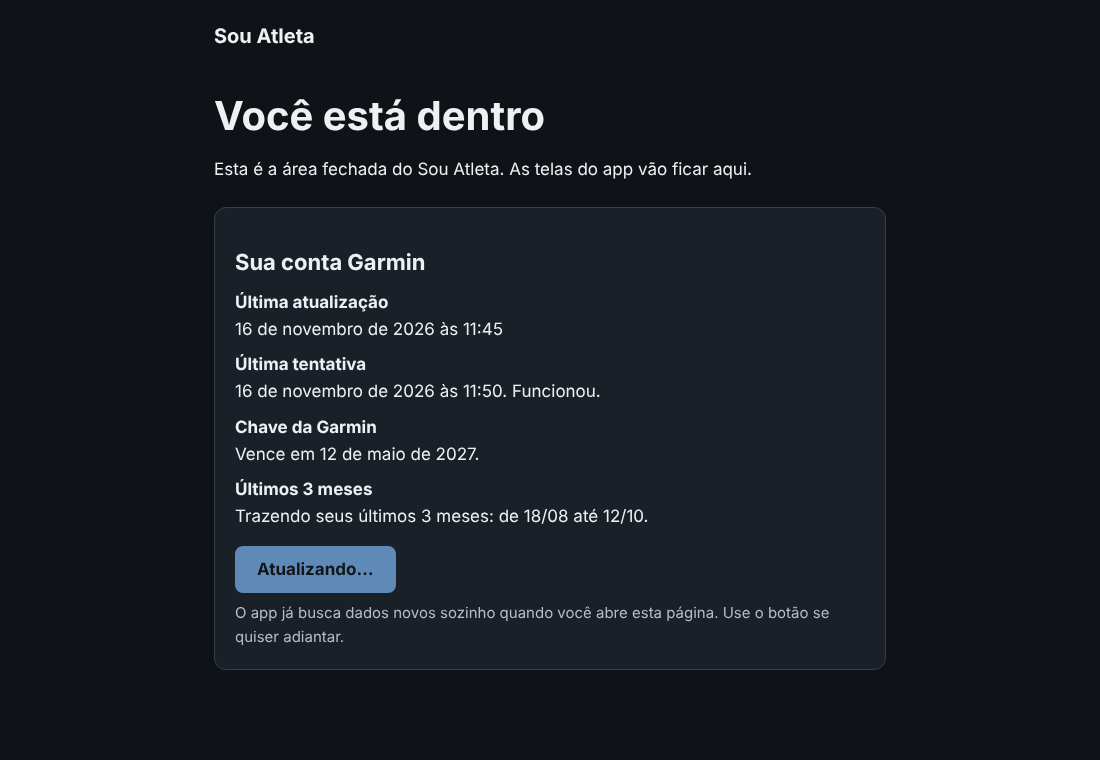 Sou Atleta
Você está dentro
Esta é a área fechada do Sou Atleta. As telas do app vão ficar aqui.
Sua conta Garmin
Última atualização
16 de novembro de 2026 às 11:45
Última tentativa
16 de novembro de 2026 às 11:50. Funcionou.
Chave da Garmin
Vence em 12 de maio de 2027.
Últimos 3 meses
Trazendo seus últimos 3 meses: de 18/08 até 12/10.
Atualizando...
O app já busca dados novos sozinho quando você abre esta página. Use o botão se
quiser adiantar.